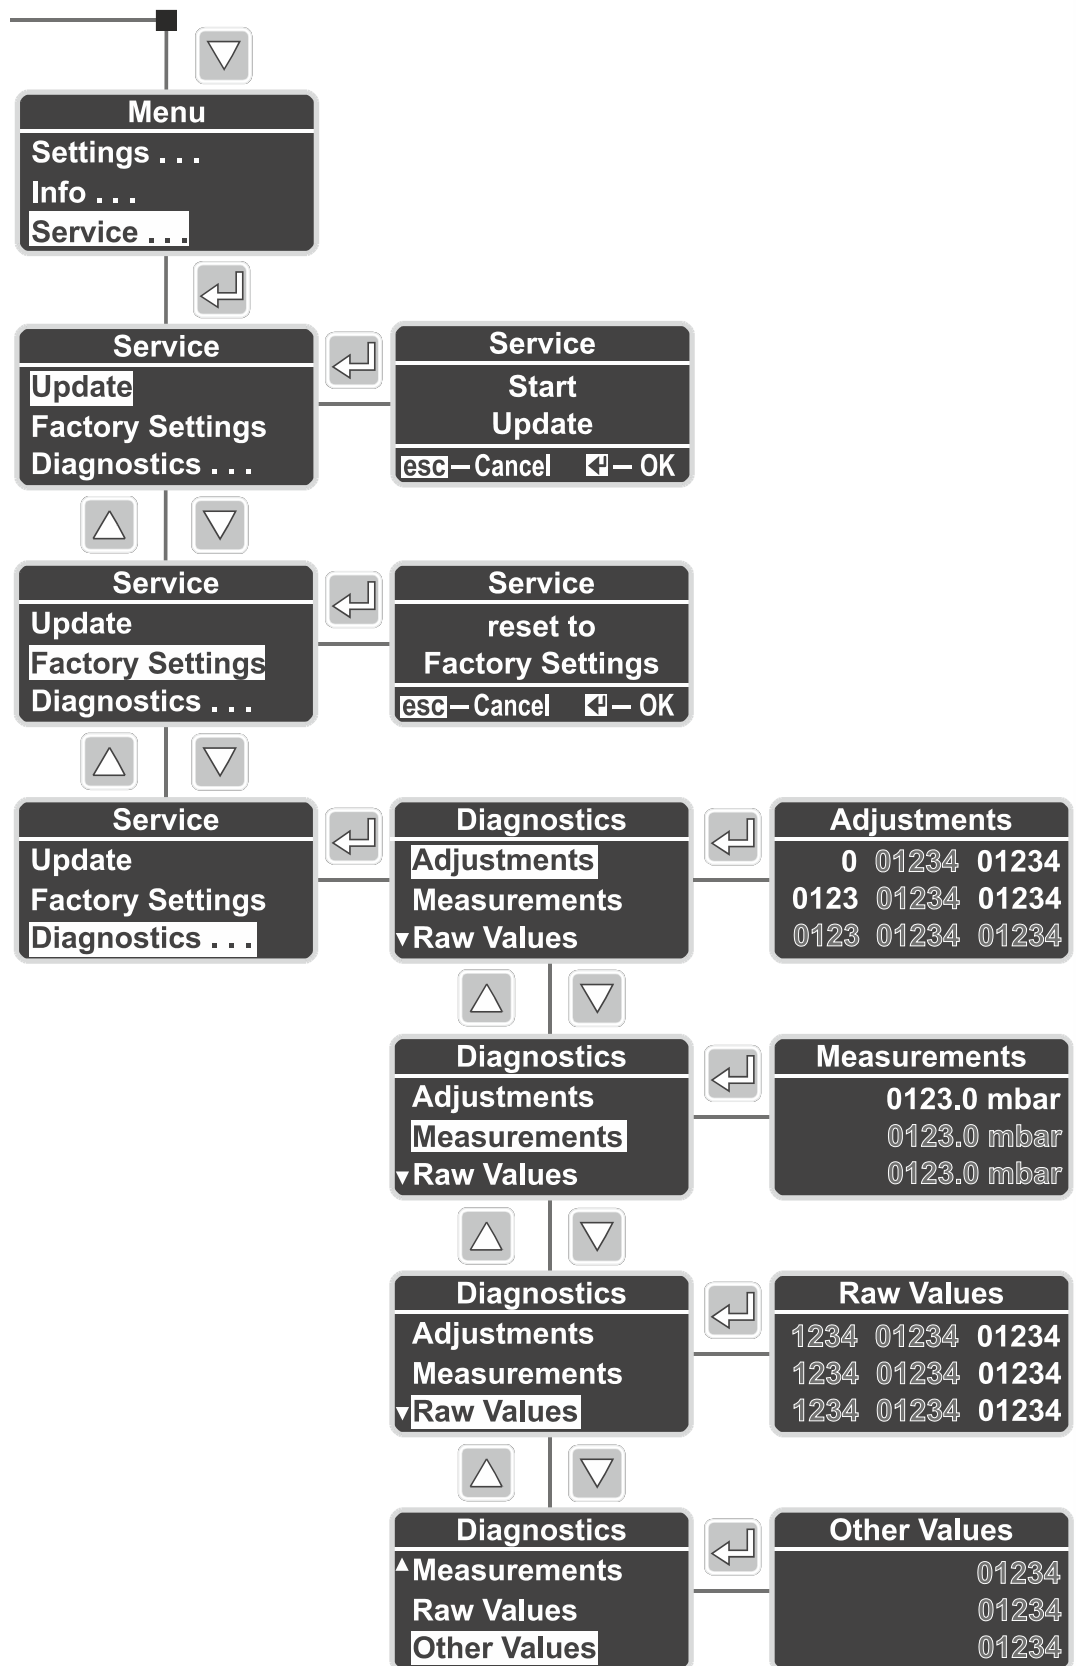 Menu
Settings . . .
Info . . .
Service . . .
Service
Update
Factory Settings
Diagnostics . . .
Service
Start
Update
esc – Cancel – OK
Service
Update
Factory Settings
Diagnostics . . .
Service
reset to
Factory Settings
esc – Cancel – OK
Service
Update
Factory Settings
Diagnostics . . .
Diagnostics
Adjustments
Measurements
Raw Values
Adjustments
0 01234 01234
0123 01234 01234
0123 01234 01234
Diagnostics
Adjustments
Measurements
Raw Values
Measurements
0123.0 mbar
0123.0 mbar
0123.0 mbar
Diagnostics
Adjustments
Measurements
Raw Values
Raw Values
1234 01234 01234
1234 01234 01234
1234 01234 01234
Diagnostics
Measurements
Raw Values
Other Values
Other Values
01234
01234
01234